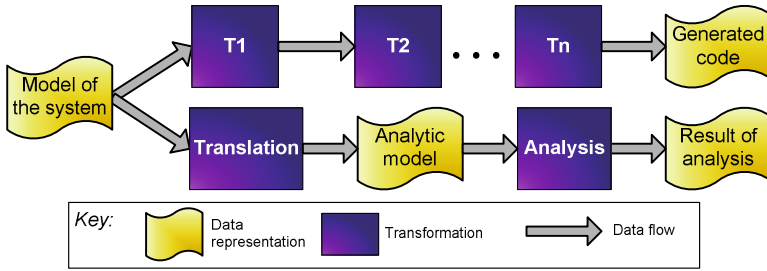 T1
T2
. . .
Tn
Generated
code
Model of
the system
Translation
Analytic
model
Analysis
Result of
analysis
Key:
Data
representation
Transformation
Data flow